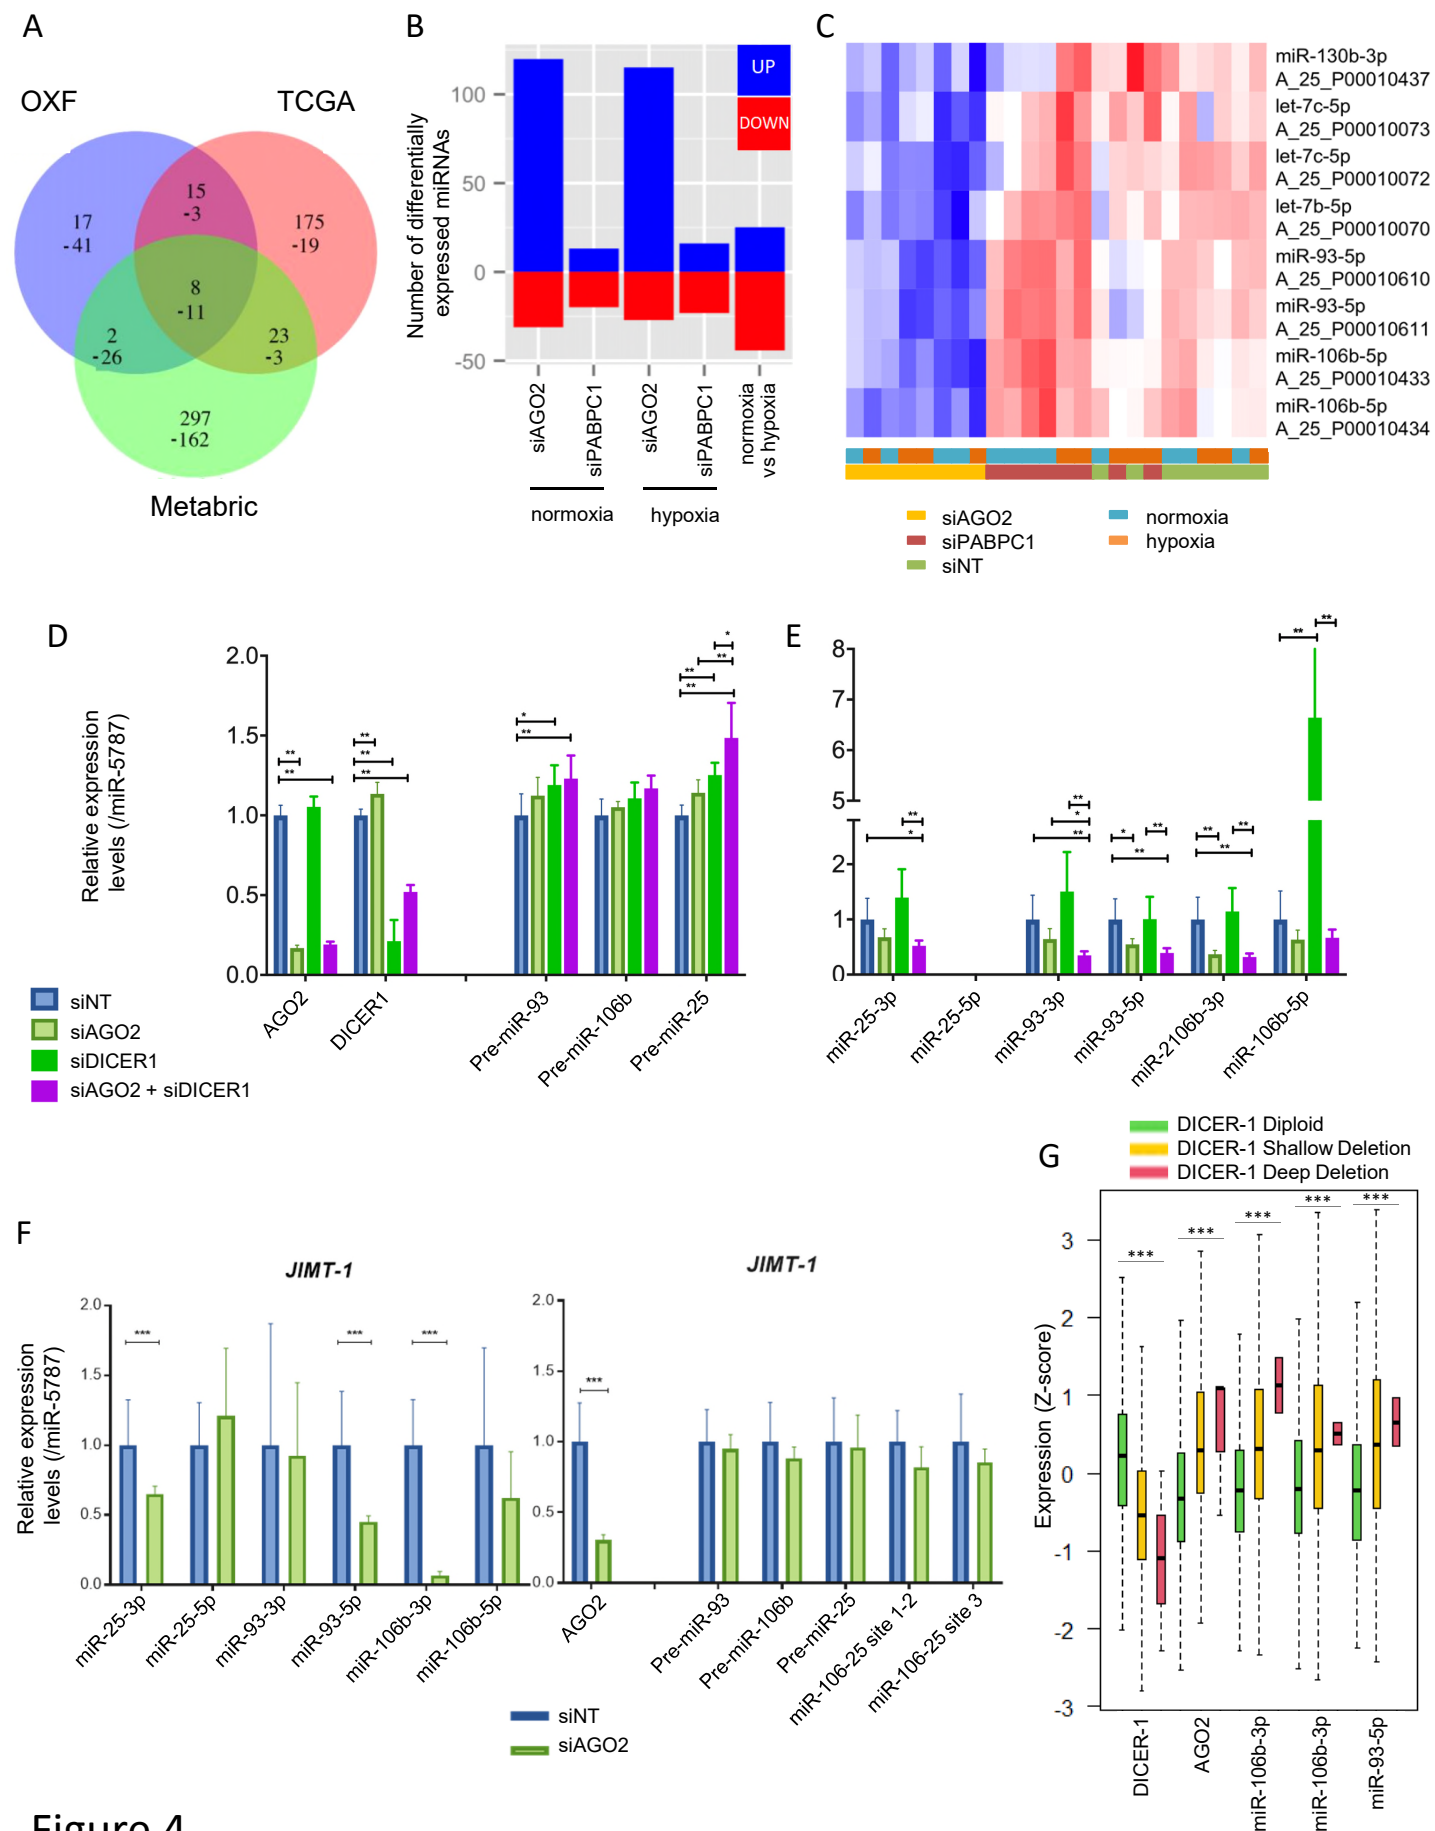 A
OXF
TCGA
17
-41
15
-3
175
-19
8
-11
2
-26
23
-3
297
-162
Metabric
B
Number of differentially
expressed miRNAs
100
50
0
-50
UP
DOWN
siAGO2
siPABPC1
siAGO2
siPABPC1
normoxia
vs hypoxia
normoxia
hypoxia
C
miR-130b-3p
A_25_P00010437
let-7c-5p
A_25_P00010073
let-7c-5p
A_25_P00010072
let-7b-5p
A_25_P00010070
miR-93-5p
A_25_P00010610
miR-93-5p
A_25_P00010611
miR-106b-5p
A_25_P00010433
miR-106b-5p
A_25_P00010434
siAGO2
siPABPC1
siNT
normoxia
hypoxia
D
Relative expression
levels (/miR-5787)
2.0
1.5
1.0
0.5
0.0
**
**
**
**
**
*
**
*
**
**
**
AGO2
DICER1
Pre-miR-93
Pre-miR-106b
Pre-miR-25
siNT
siAGO2
siDICER1
siAGO2 + siDICER1
E
8
7
6
5
2
1
0
**
*
**
*
**
*
**
**
**
**
**
**
**
miR-25-3p
miR-25-5p
miR-93-3p
miR-93-5p
miR-2106b-3p
miR-106b-5p
F
JIMT-1
Relative expression
levels (/miR-5787)
2.0
1.5
1.0
0.5
0.0
***
***
***
miR-25-3p
miR-25-5p
miR-93-3p
miR-93-5p
miR-106b-3p
miR-106b-5p
JIMT-1
2.0
1.5
1.0
0.5
0.0
***
AGO2
Pre-miR-93
Pre-miR-106b
Pre-miR-25
miR-106-25 site 1-2
miR-106-25 site 3
siNT
siAGO2
G
DICER-1 Diploid
DICER-1 Shallow Deletion
DICER-1 Deep Deletion
Expression (Z-score)
3
2
1
0
-1
-2
-3
***
***
***
***
***
DICER-1
AGO2
miR-106b-3p
miR-106b-3p
miR-93-5p
Figure 4